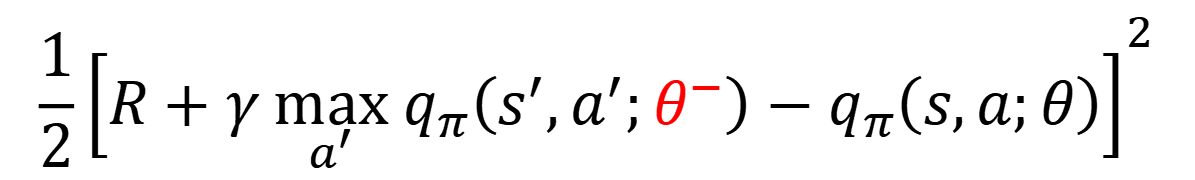 1/2 [R + γ max_{a′} q_π(s′, a′; θ⁻) − q_π(s, a; θ)]²